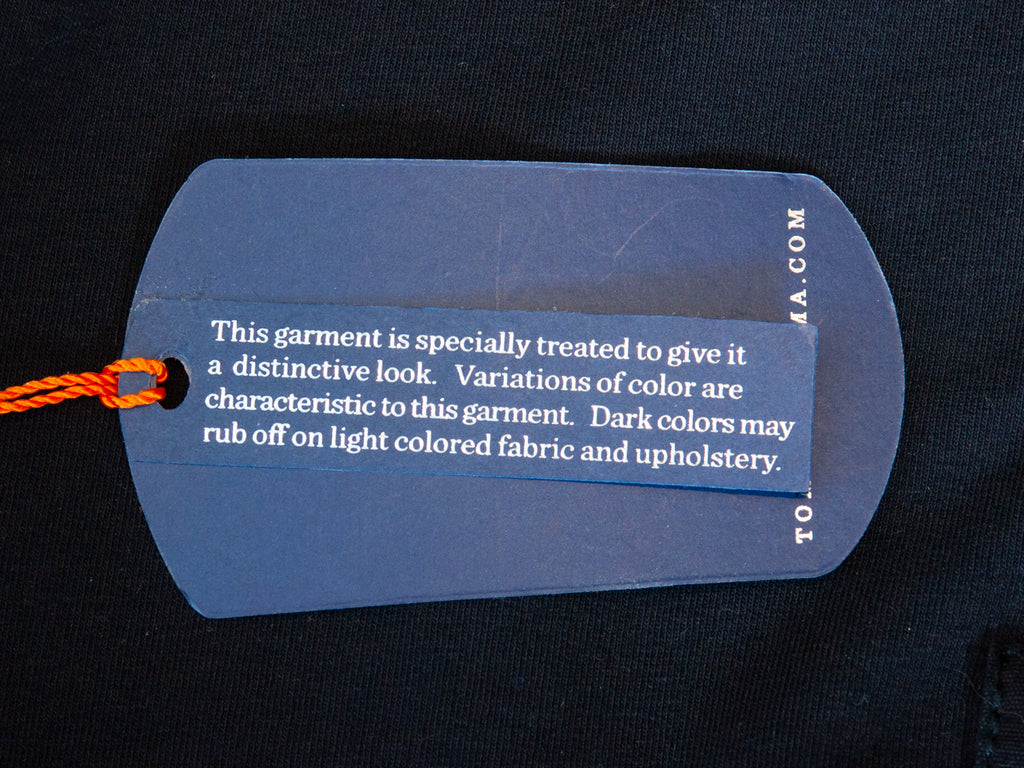 This garment is specially treated to give it
a distinctive look. Variations of color are
characteristic to this garment. Dark colors may
rub off on light colored fabric and upholstery.